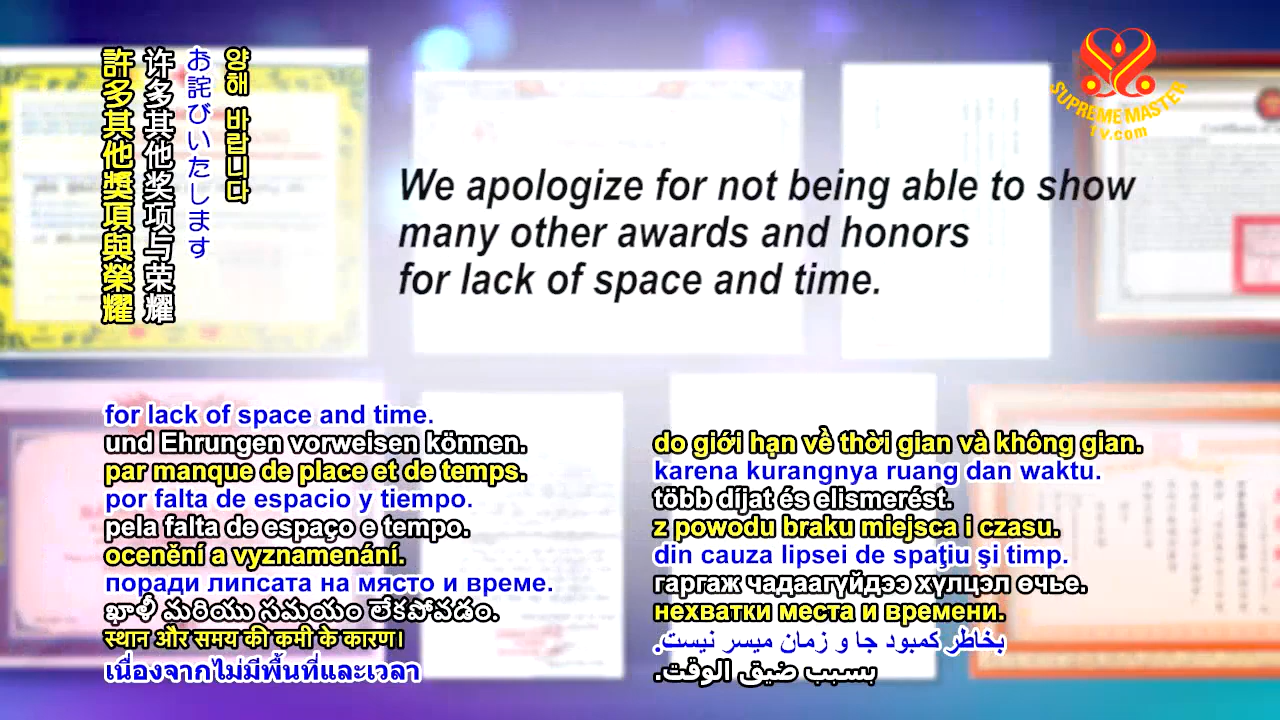 許多其他獎項與榮耀
许多其他奖项与荣耀
お詫びいたします
양해 바랍니다
SUPREME MASTER
TV.com
We apologize for not being able to show
many other awards and honors
for lack of space and time.
for lack of space and time.
und Ehrungen vorweisen können.
par manque de place et de temps.
por falta de espacio y tiempo.
pela falta de espaço e tempo.
ocenění a vyznamenání.
поради липсата на място и време.
ఖాళీ మరియు సమయం లేకపోవడం.
स्थान और समय की कमी के कारण।
เนื่องจากไม่มีพื้นที่และเวลา
do giới hạn về thời gian và không gian.
karena kurangnya ruang dan waktu.
több díjat és elismerést.
z powodu braku miejsca i czasu.
din cauza lipsei de spaţiu şi timp.
гаргаж чадаагүйдээ хүлцэл өчье.
нехватки места и времени.
بخاطر کمبود جا و زمان میسر نیست.
بسبب ضيق الوقت.